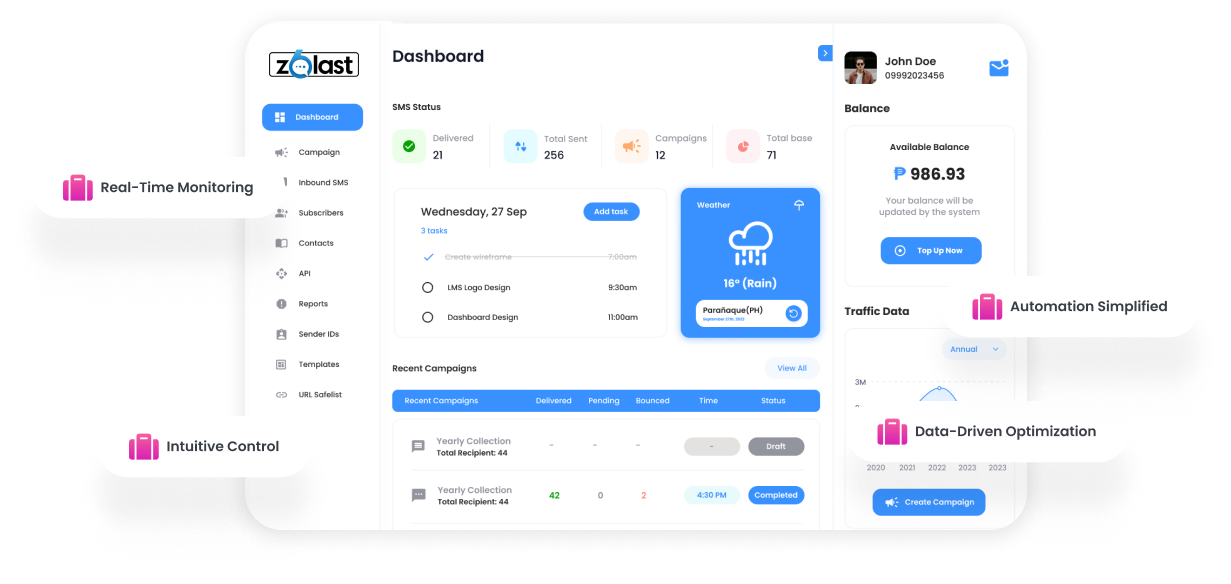 zolast
Dashboard
Campaign
Inbound SMS
Subscribers
Contacts
API
Reports
Sender IDs
Templates
URL Safelist
Real-Time Monitoring
Intuitive Control
Dashboard
SMS Status
Delivered
21
Total Sent
256
Campaigns
12
Total base
71
Wednesday, 27 Sep
Add task
3 tasks
Create wireframe 7:00am
LMS Logo Design 9:30am
Dashboard Design 11:00am
Weather
16° (Rain)
Parañaque(PH)
September 27th, 2023
Recent Campaigns
View All
Recent Campaigns Delivered Pending Bounced Time Status
Yearly Collection - - - - Draft
Total Recipient: 44
Yearly Collection 42 0 2 4:30 PM Completed
Total Recipient: 44
John Doe
09992023456
Balance
Available Balance
₱ 986.93
Your balance will be
updated by the system
Top Up Now
Automation Simplified
Traffic Data
Annual
3M
Data-Driven Optimization
2020 2021 2022 2023 2023
Create Campaign